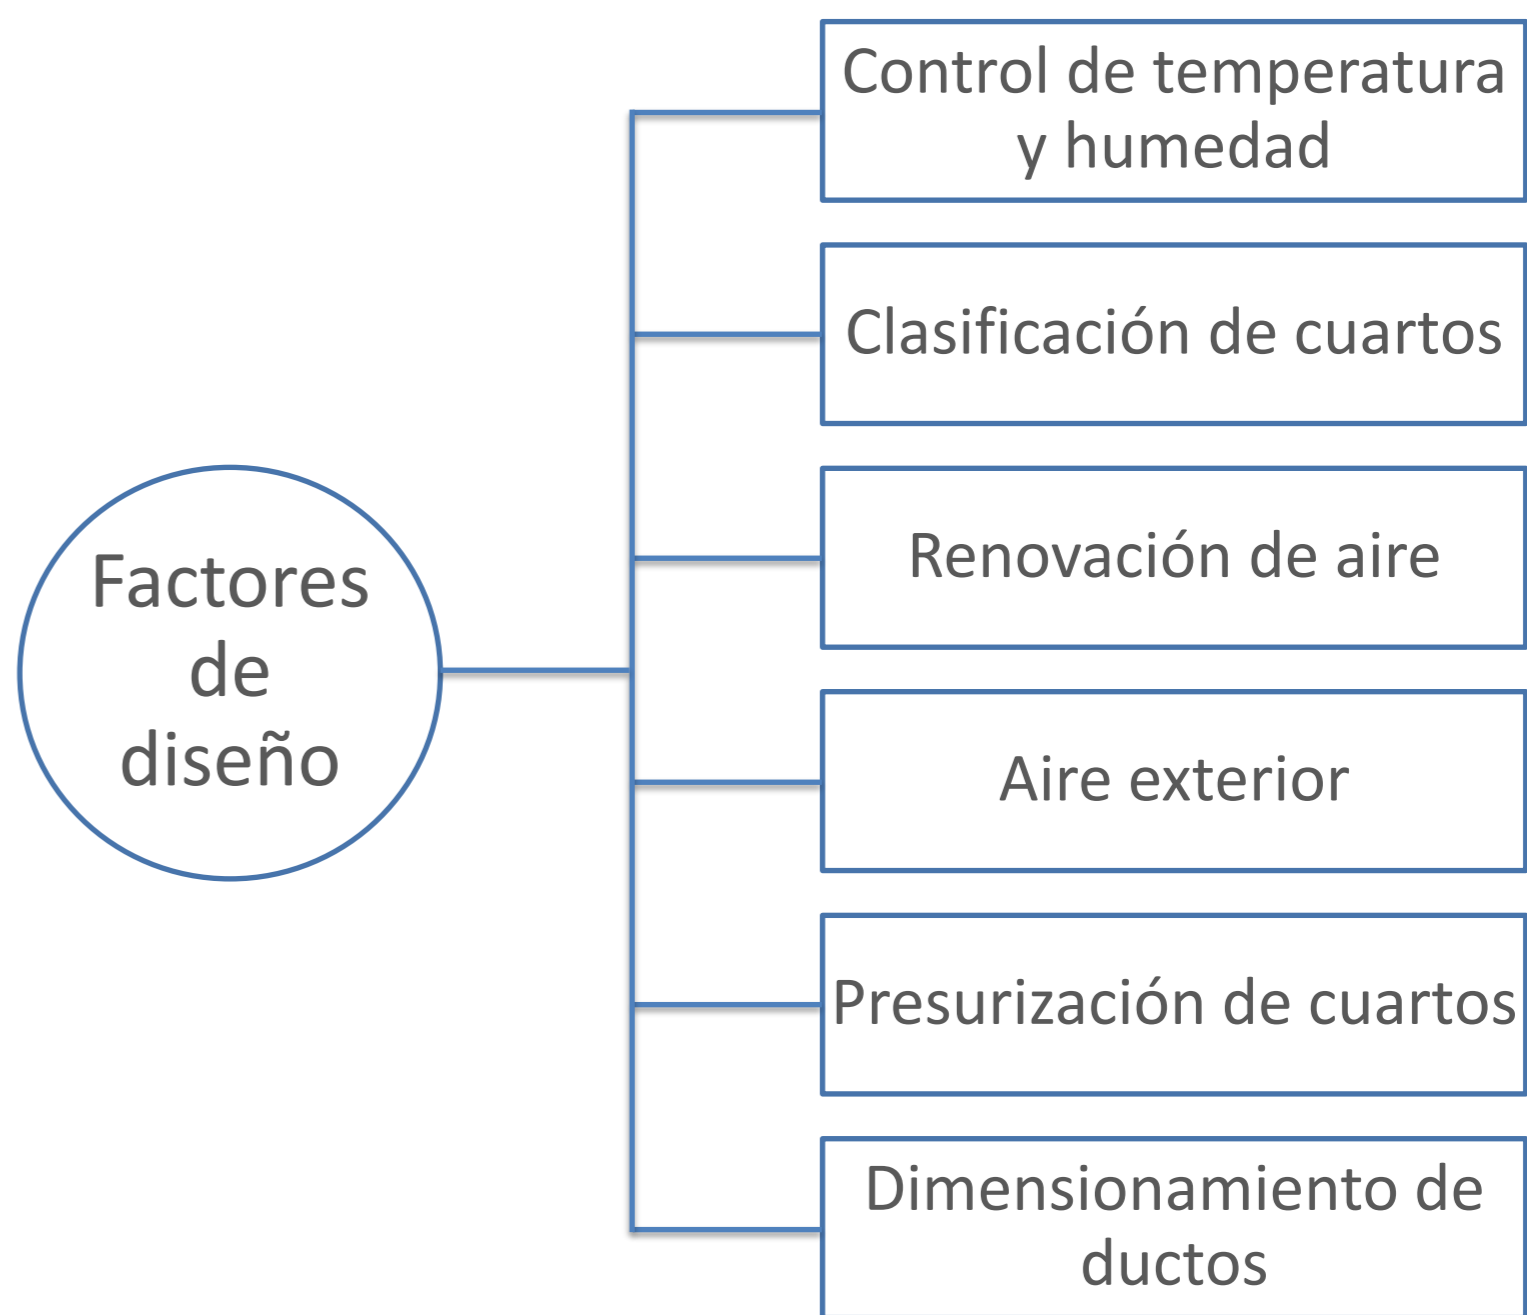 Factores
de
diseño
Control de temperatura
y humedad
Clasificación de cuartos
Renovación de aire
Aire exterior
Presurización de cuartos
Dimensionamiento de
ductos